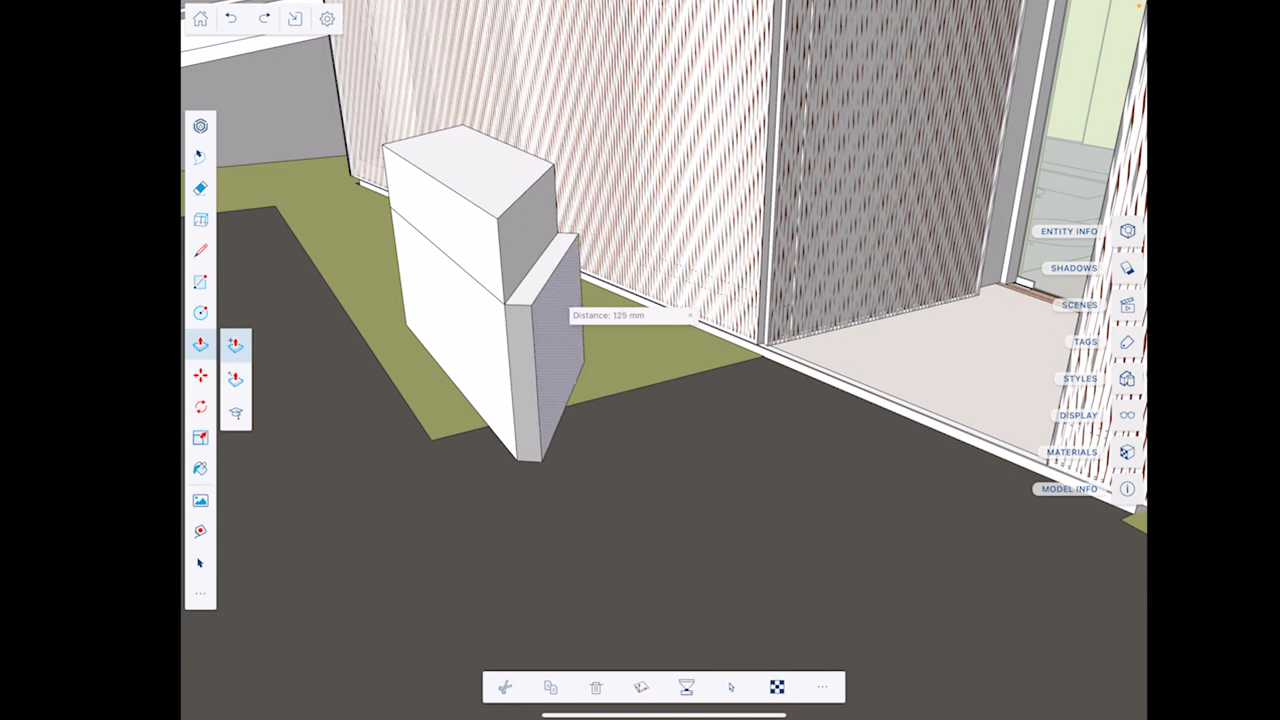 ENTITY INFO
SHADOWS
SCENES
Distance: 125 mm
TAGS
STYLES
DISPLAY
MATERIALS
MODEL INFO